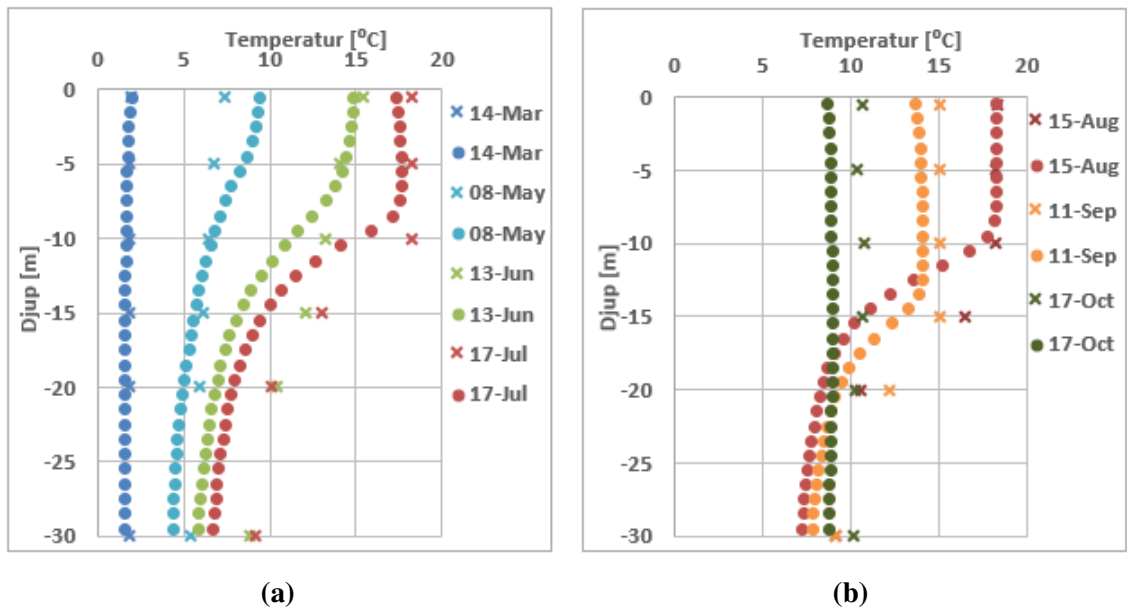 Temperatur [⁰C]
0 5 10 15 20
0
-5
-10
-15
-20
-25
-30
Djup [m]
14-Mar
14-Mar
08-May
08-May
13-Jun
13-Jun
17-Jul
17-Jul
(a)
Temperatur [⁰C]
0 5 10 15 20
0
-5
-10
-15
-20
-25
-30
Djup [m]
15-Aug
15-Aug
11-Sep
11-Sep
17-Oct
17-Oct
(b)